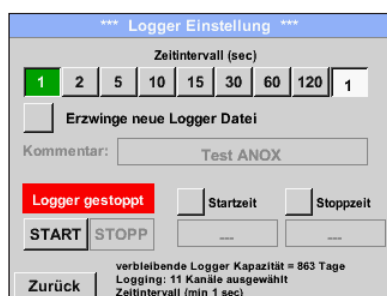 *** Logger Einstellung ***
Zeitintervall (sec)
1 2 5 10 15 30 60 120 1
Erzwinge neue Logger Datei
Kommentar: Test ANOX
Logger gestoppt Startzeit Stoppzeit
START STOPP --- ---
verbleibende Logger Kapazität = 863 Tage
Logging: 11 Kanäle ausgewählt
Zurück Zeitintervall (min 1 sec)